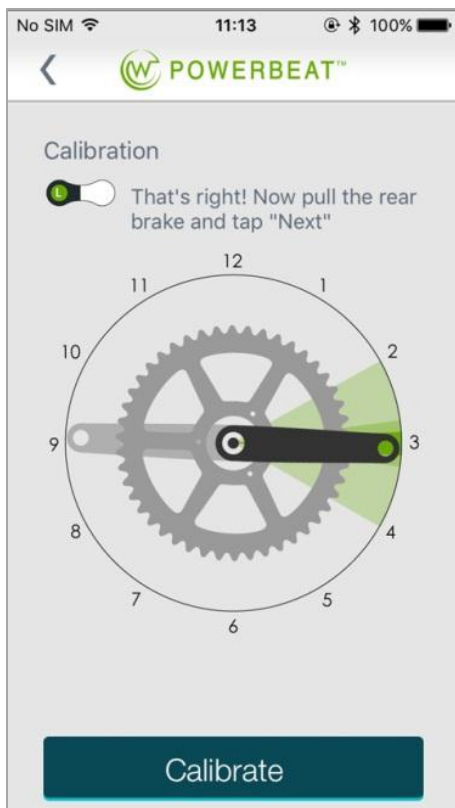 No SIM 11:13 100%
W POWERBEAT™
Calibration
L
That's right! Now pull the rear
brake and tap "Next"
12
11 1
10 2
9 3
8 4
7 5
6
Calibrate